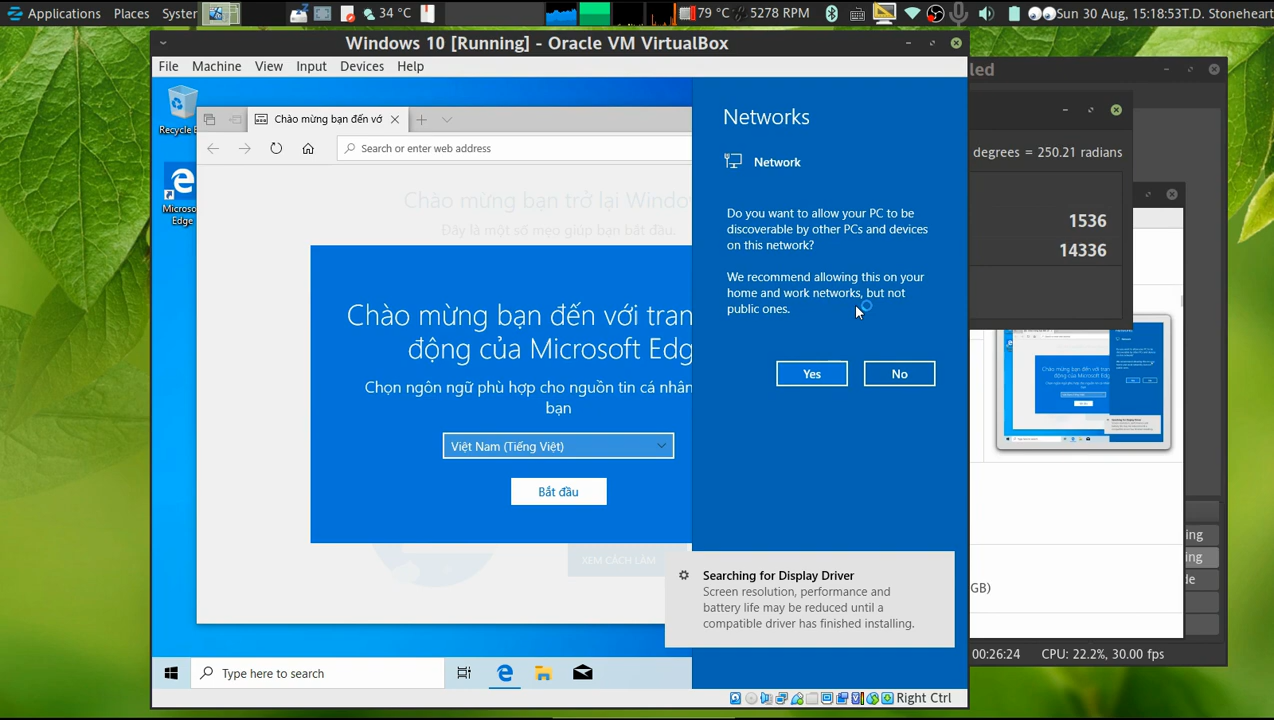 Applications Places System
34 °C
79 °C
5278 RPM
Sun 30 Aug, 15:18:53
T.D. Stoneheart
Windows 10 [Running] - Oracle VM VirtualBox
File Machine View Input Devices Help
Recycle
Microso
Edge
Chào mừng bạn đến vớ
Search or enter web address
Chào mừng bạn trở lại Windo
Đây là một số mẹo giúp bạn bắt đầu.
Chào mừng bạn đến với tran
động của Microsoft Edg
Chọn ngôn ngữ phù hợp cho nguồn tin cá nhân
bạn
Việt Nam (Tiếng Việt)
Bắt đầu
XEM CÁCH LÀM
Networks
Network
Do you want to allow your PC to be
discoverable by other PCs and devices
on this network?
We recommend allowing this on your
home and work networks, but not
public ones.
Yes
No
Searching for Display Driver
Screen resolution, performance and
battery life may be reduced until a
compatible driver has finished installing.
Type here to search
Right Ctrl
led
degrees = 250.21 radians
1536
14336
ing
ing
de
GB)
00:26:24
CPU: 22.2%, 30.00 fps